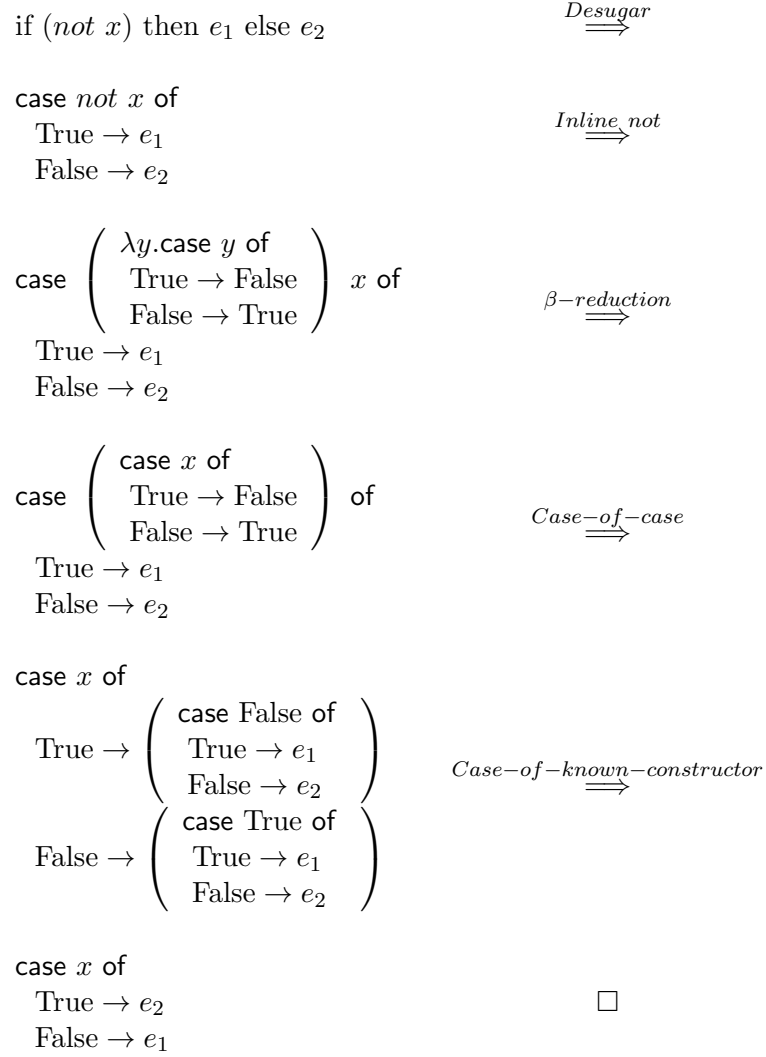 if (not x) then e₁ else e₂ Desugar ⟹
case not x of
True → e₁ Inline not ⟹
False → e₂
case ( λy.case y of
True → False
False → True ) x of β−reduction ⟹
True → e₁
False → e₂
case ( case x of
True → False
False → True ) of Case−of−case ⟹
True → e₁
False → e₂
case x of
True → ( case False of
True → e₁
False → e₂ ) Case−of−known−constructor ⟹
False → ( case True of
True → e₁
False → e₂ )
case x of
True → e₂ □
False → e₁